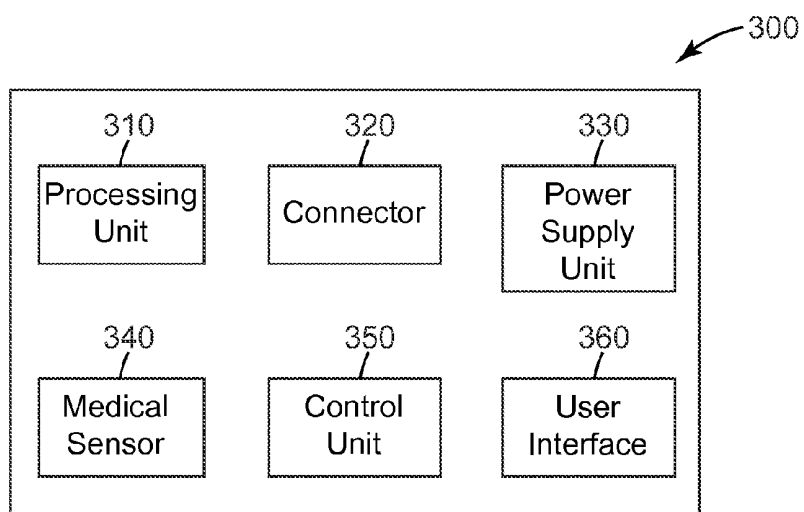 300
310
Processing
Unit
320
Connector
330
Power
Supply
Unit
340
Medical
Sensor
350
Control
Unit
360
User
Interface